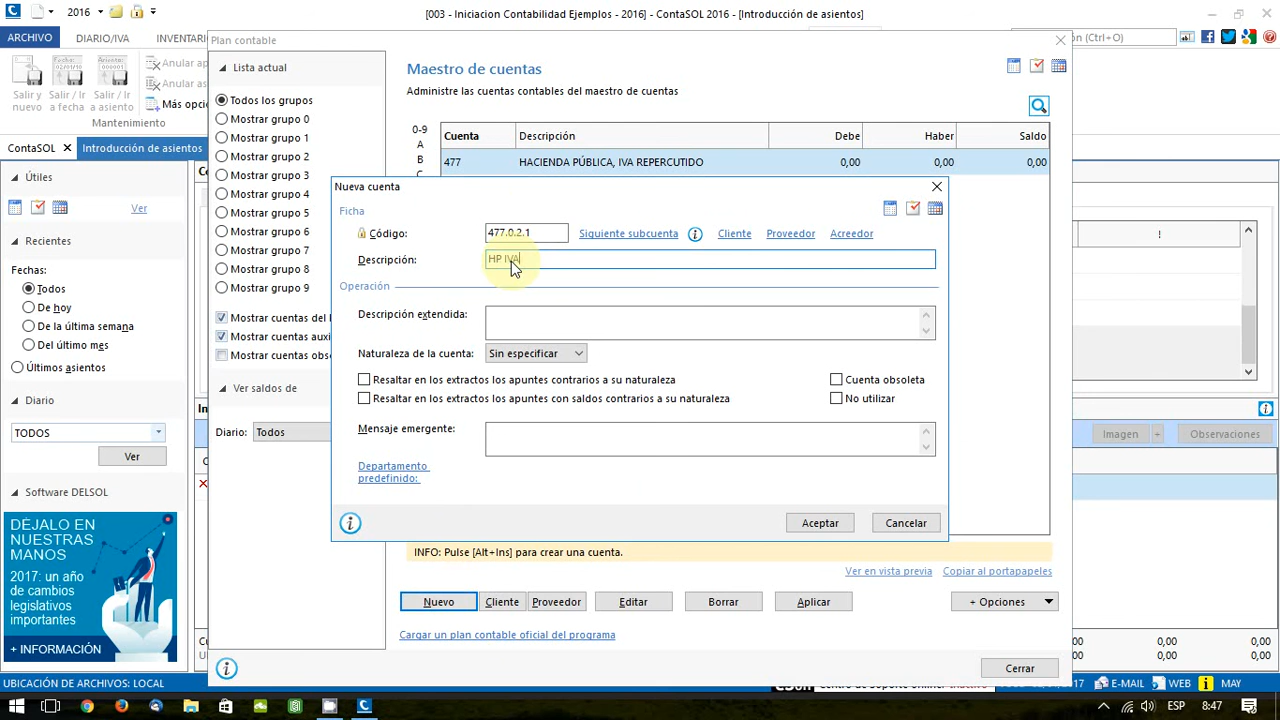 2016
[003 - Iniciacion Contabilidad Ejemplos - 2016] - ContaSOL 2016 - [Introducción de asientos]
ARCHIVO
DIARIO/IVA
INVENTARI
(Ctrl+O)
Salir y nuevo
Salir / Ir a fecha
Salir / Ir a asiento
Anular ap
Anular as
Más opci
Mantenimiento
ContaSOL
Introducción de asientos
Útiles
Ver
Recientes
Fechas:
Todos
De hoy
De la última semana
Del último mes
Últimos asientos
Diario
TODOS
Ver
Software DELSOL
DÉJALO EN
NUESTRAS
MANOS
2017: un año
de cambios
legislativos
importantes
+ INFORMACIÓN
Plan contable
Lista actual
Todos los grupos
Mostrar grupo 0
Mostrar grupo 1
Mostrar grupo 2
Mostrar grupo 3
Mostrar grupo 4
Mostrar grupo 5
Mostrar grupo 6
Mostrar grupo 7
Mostrar grupo 8
Mostrar grupo 9
Mostrar cuentas del l
Mostrar cuentas auxi
Mostrar cuentas obs
Ver saldos de
Diario:
Todos
Maestro de cuentas
Administre las cuentas contables del maestro de cuentas
0-9
A
B
C
Cuenta Descripción Debe Haber Saldo
477 HACIENDA PÚBLICA, IVA REPERCUTIDO 0,00 0,00 0,00
Nueva cuenta
Ficha
Código: 477.0.2.1 Siguiente subcuenta Cliente Proveedor Acreedor
Descripción: HP IVA
Operación
Descripción extendida:
Naturaleza de la cuenta: Sin especificar
Resaltar en los extractos los apuntes contrarios a su naturaleza
Cuenta obsoleta
Resaltar en los extractos los apuntes con saldos contrarios a su naturaleza
No utilizar
Mensaje emergente:
Departamento
predefinido:
Aceptar Cancelar
INFO: Pulse [Alt+Ins] para crear una cuenta.
Ver en vista previa Copiar al portapapeles
Nuevo Cliente Proveedor Editar Borrar Aplicar + Opciones
Cargar un plan contable oficial del programa
Cerrar
!
Imagen + Observaciones
0,00 0,00
0,00 0,00
UBICACIÓN DE ARCHIVOS: LOCAL
E-MAIL WEB MAY
ESP 8:47